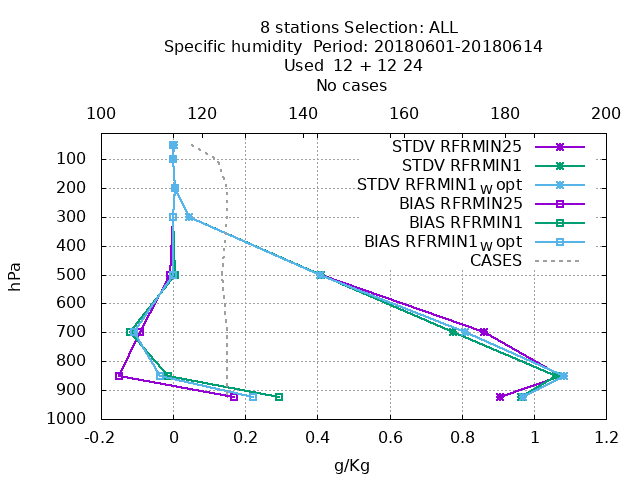 8 stations Selection: ALL
Specific humidity  Period: 20180601-20180614
Used  12 + 12 24
No cases
100 120 140 160 180 200
STDV RFRMIN25
STDV RFRMIN1
STDV RFRMIN1W opt
BIAS RFRMIN25
BIAS RFRMIN1
BIAS RFRMIN1W opt
CASES
100
200
300
400
500
600
700
800
900
1000
hPa
-0.2 0 0.2 0.4 0.6 0.8 1 1.2
g/Kg